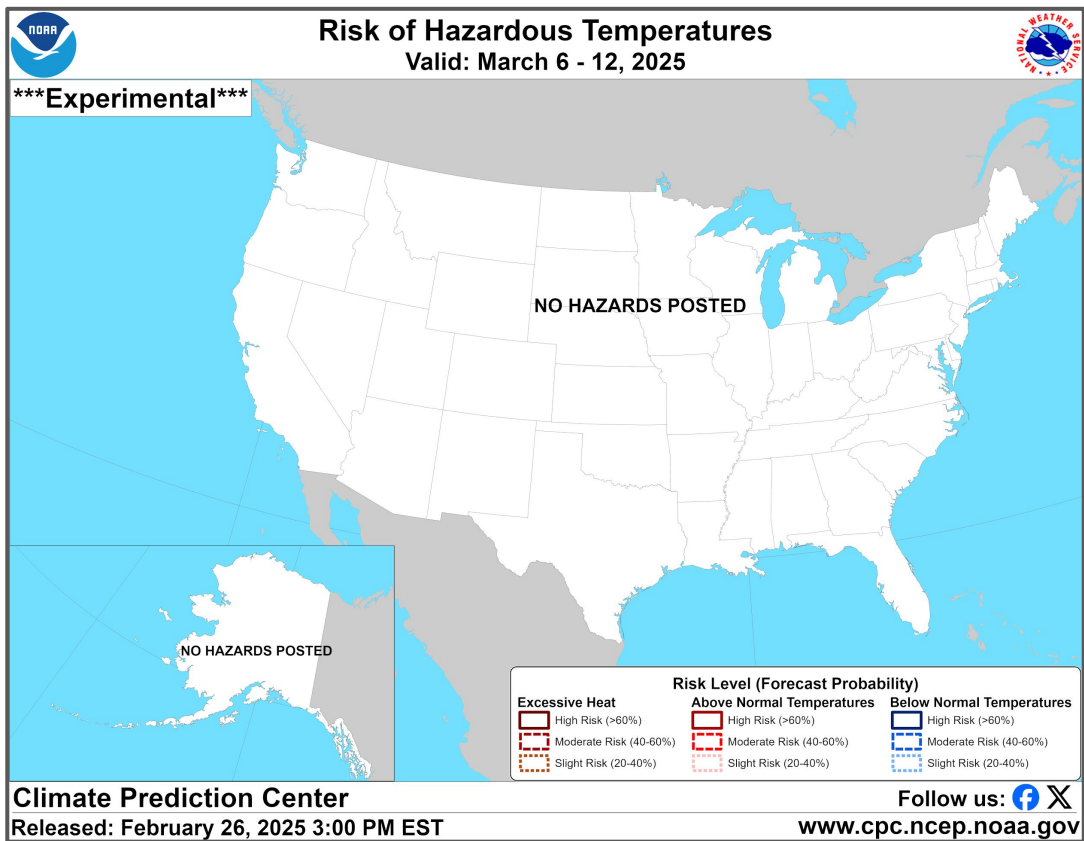 NOAA
Risk of Hazardous Temperatures
Valid: March 6 - 12, 2025
NATIONAL WEATHER SERVICE
***Experimental***
NO HAZARDS POSTED
NO HAZARDS POSTED
Risk Level (Forecast Probability)
Excessive Heat
High Risk (>60%)
Moderate Risk (40-60%)
Slight Risk (20-40%)
Above Normal Temperatures
High Risk (>60%)
Moderate Risk (40-60%)
Slight Risk (20-40%)
Below Normal Temperatures
High Risk (>60%)
Moderate Risk (40-60%)
Slight Risk (20-40%)
Climate Prediction Center
Released: February 26, 2025 3:00 PM EST
Follow us:
www.cpc.ncep.noaa.gov